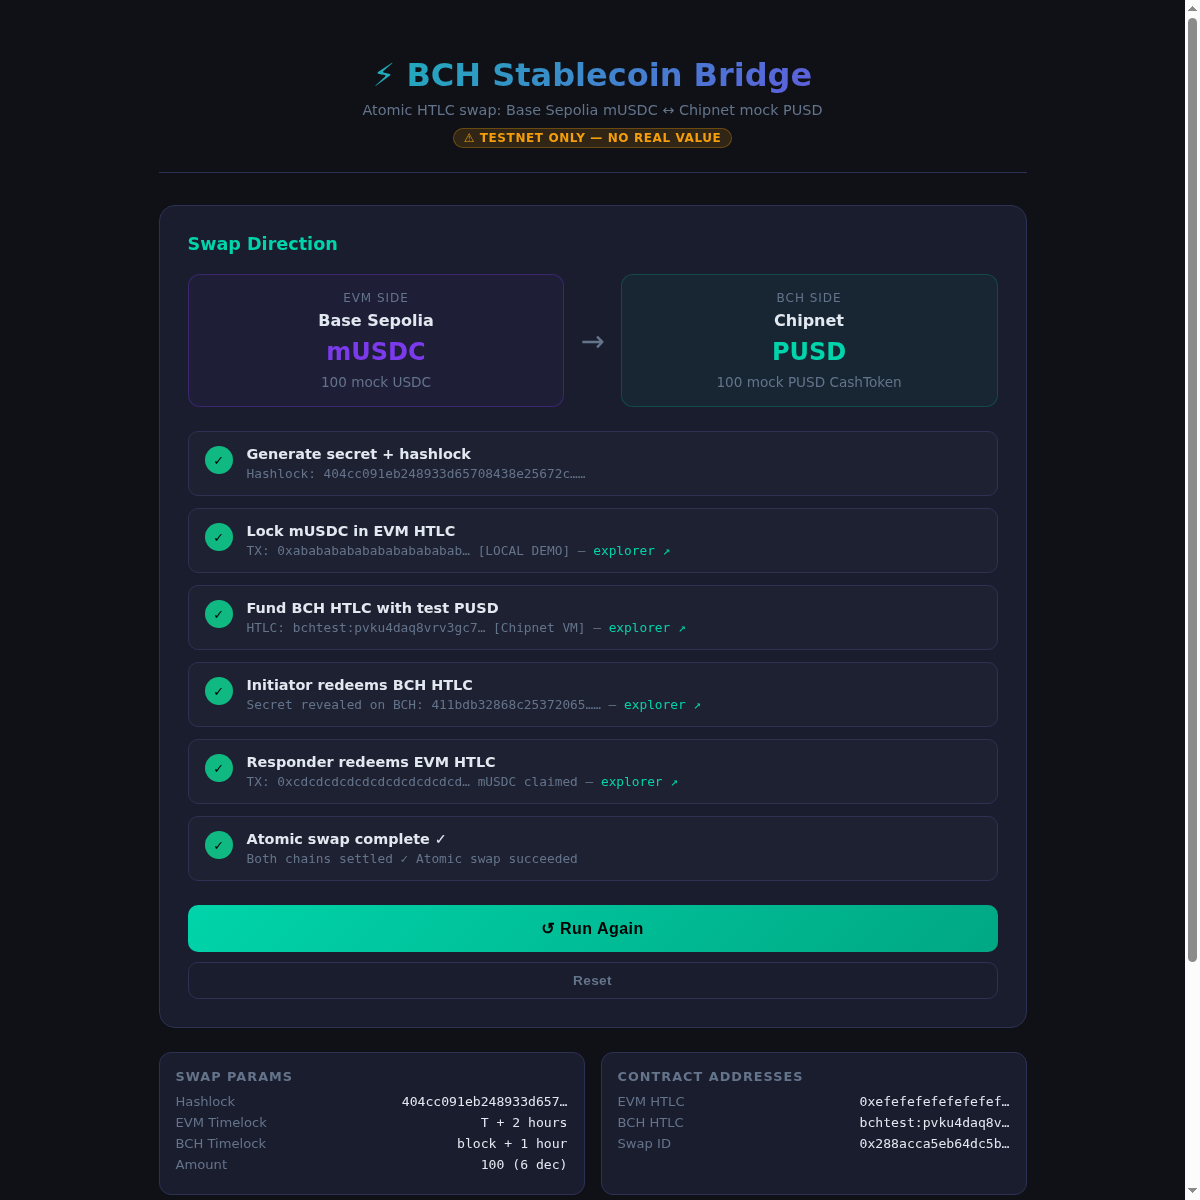 ⚡ BCH Stablecoin Bridge
Atomic HTLC swap: Base Sepolia mUSDC ↔ Chipnet mock PUSD
⚠ TESTNET ONLY — NO REAL VALUE
Swap Direction
EVM SIDE
Base Sepolia
mUSDC
100 mock USDC
→
BCH SIDE
Chipnet
PUSD
100 mock PUSD CashToken
✓ Generate secret + hashlock
Hashlock: 404cc091eb248933d65708438e25672c……
✓ Lock mUSDC in EVM HTLC
TX: 0xabababababababababababab… [LOCAL DEMO] — explorer ↗
✓ Fund BCH HTLC with test PUSD
HTLC: bchtest:pvku4daq8vrv3gc7… [Chipnet VM] — explorer ↗
✓ Initiator redeems BCH HTLC
Secret revealed on BCH: 411bdb32868c25372065…… — explorer ↗
✓ Responder redeems EVM HTLC
TX: 0xcdcdcdcdcdcdcdcdcdcdcd… mUSDC claimed — explorer ↗
✓ Atomic swap complete ✓
Both chains settled ✓ Atomic swap succeeded
↺ Run Again
Reset
SWAP PARAMS
Hashlock 404cc091eb248933d657…
EVM Timelock T + 2 hours
BCH Timelock block + 1 hour
Amount 100 (6 dec)
CONTRACT ADDRESSES
EVM HTLC 0xefefefefefefefef…
BCH HTLC bchtest:pvku4daq8v…
Swap ID 0x288acca5eb64dc5b…